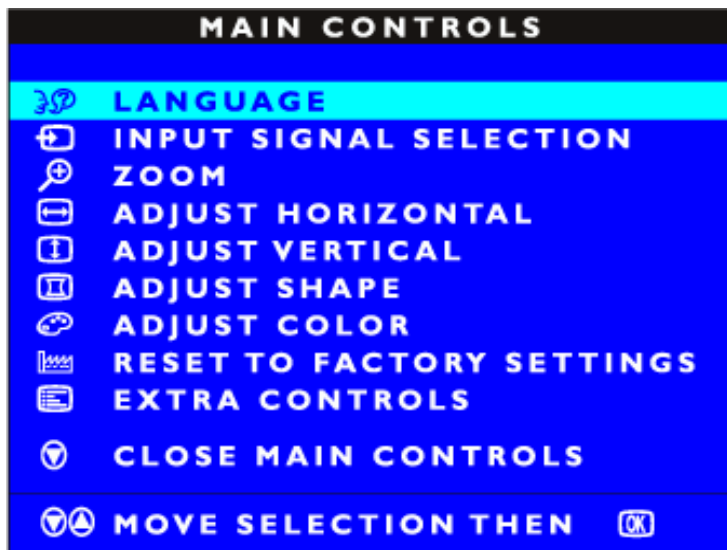 MAIN CONTROLS
LANGUAGE
INPUT SIGNAL SELECTION
ZOOM
ADJUST HORIZONTAL
ADJUST VERTICAL
ADJUST SHAPE
ADJUST COLOR
RESET TO FACTORY SETTINGS
EXTRA CONTROLS
CLOSE MAIN CONTROLS
MOVE SELECTION THEN OK